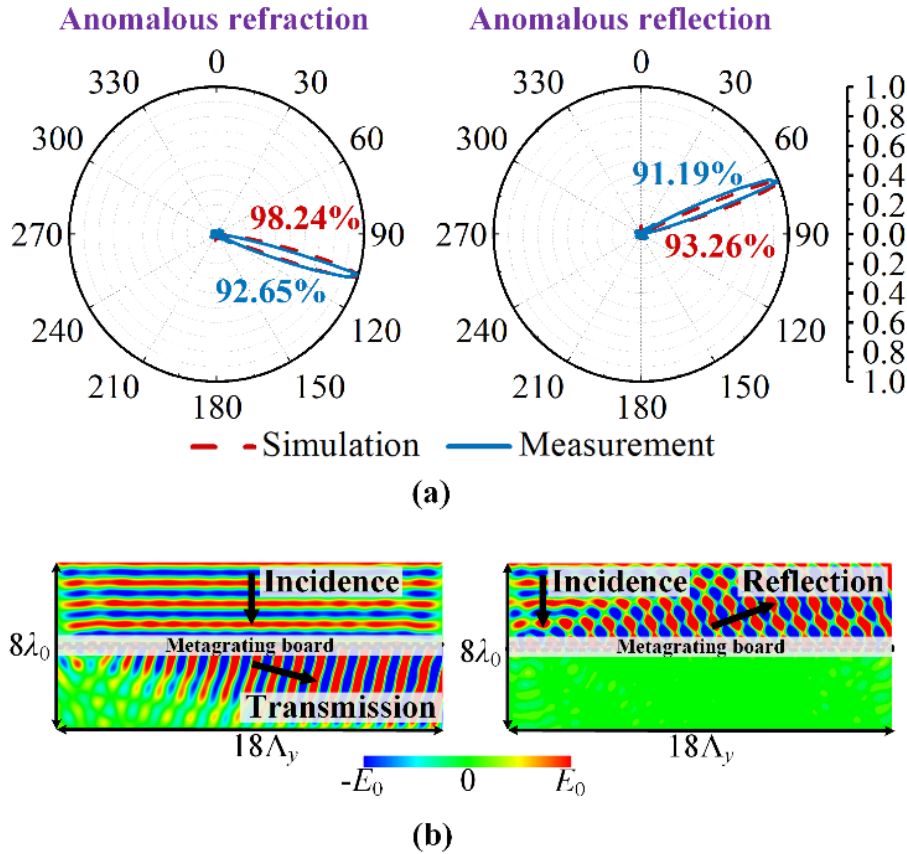 (a)
Anomalous refraction Anomalous reflection
0 0
330 30 330 30
300 60 300 60
270 90 270 90
240 120 240 120
210 150 210 150
180 180
98.24%
92.65%
91.19%
93.26%
1.0
0.8
0.6
0.4
0.2
0.0
0.2
0.4
0.6
0.8
1.0
Simulation Measurement
(a)
Incidence
Metagrating board
Transmission
8λ₀
18Λy
Incidence Reflection
Metagrating board
8λ₀
18Λy
-E₀ 0 E₀
(b)